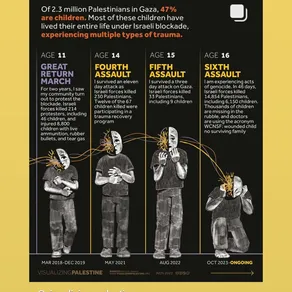 Of 2.3 million Palestinians in Gaza, 47%
are children. Most of these children have
lived their entire life under Israeli blockade,
experiencing multiple types of trauma.
AGE 11
GREAT
RETURN
MARCH
For two years, I saw
my community turn
out to protest the
blockade. Israeli
forces killed 214
protesters, including
46 children, and
injured 6,800
children with live
ammunition, rubber
bullets, and tear gas
AGE 14
FOURTH
ASSAULT
I survived an eleven
day attack as
Israeli forces killed
230 Palestinians.
Twelve of the 67
children killed were
participating in a
trauma recovery
program
AGE 15
FIFTH
ASSAULT
I survived a three day
attack on Gaza.
Israeli forces killed
33 Palestinians,
including 9 children
AGE 16
SIXTH
ASSAULT
I am experiencing acts
of genocide. In 46 days,
Israeli forces killed
14,854 Palestinians,
including 6,150 children.
Thousands of children
are missing in the
rubble, and doctors
are using the acronym
WCNSF: wounded child
no surviving family
MAR 2018-DEC 2019
MAY 2021
AUG 2022
OCT 2023-ONGOING
VISUALIZING PALESTINE